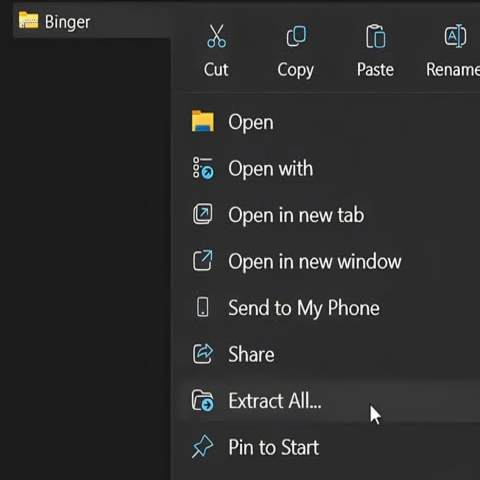 Binger
Cut Copy Paste Rename
Open
Open with
Open in new tab
Open in new window
Send to My Phone
Share
Extract All...
Pin to Start